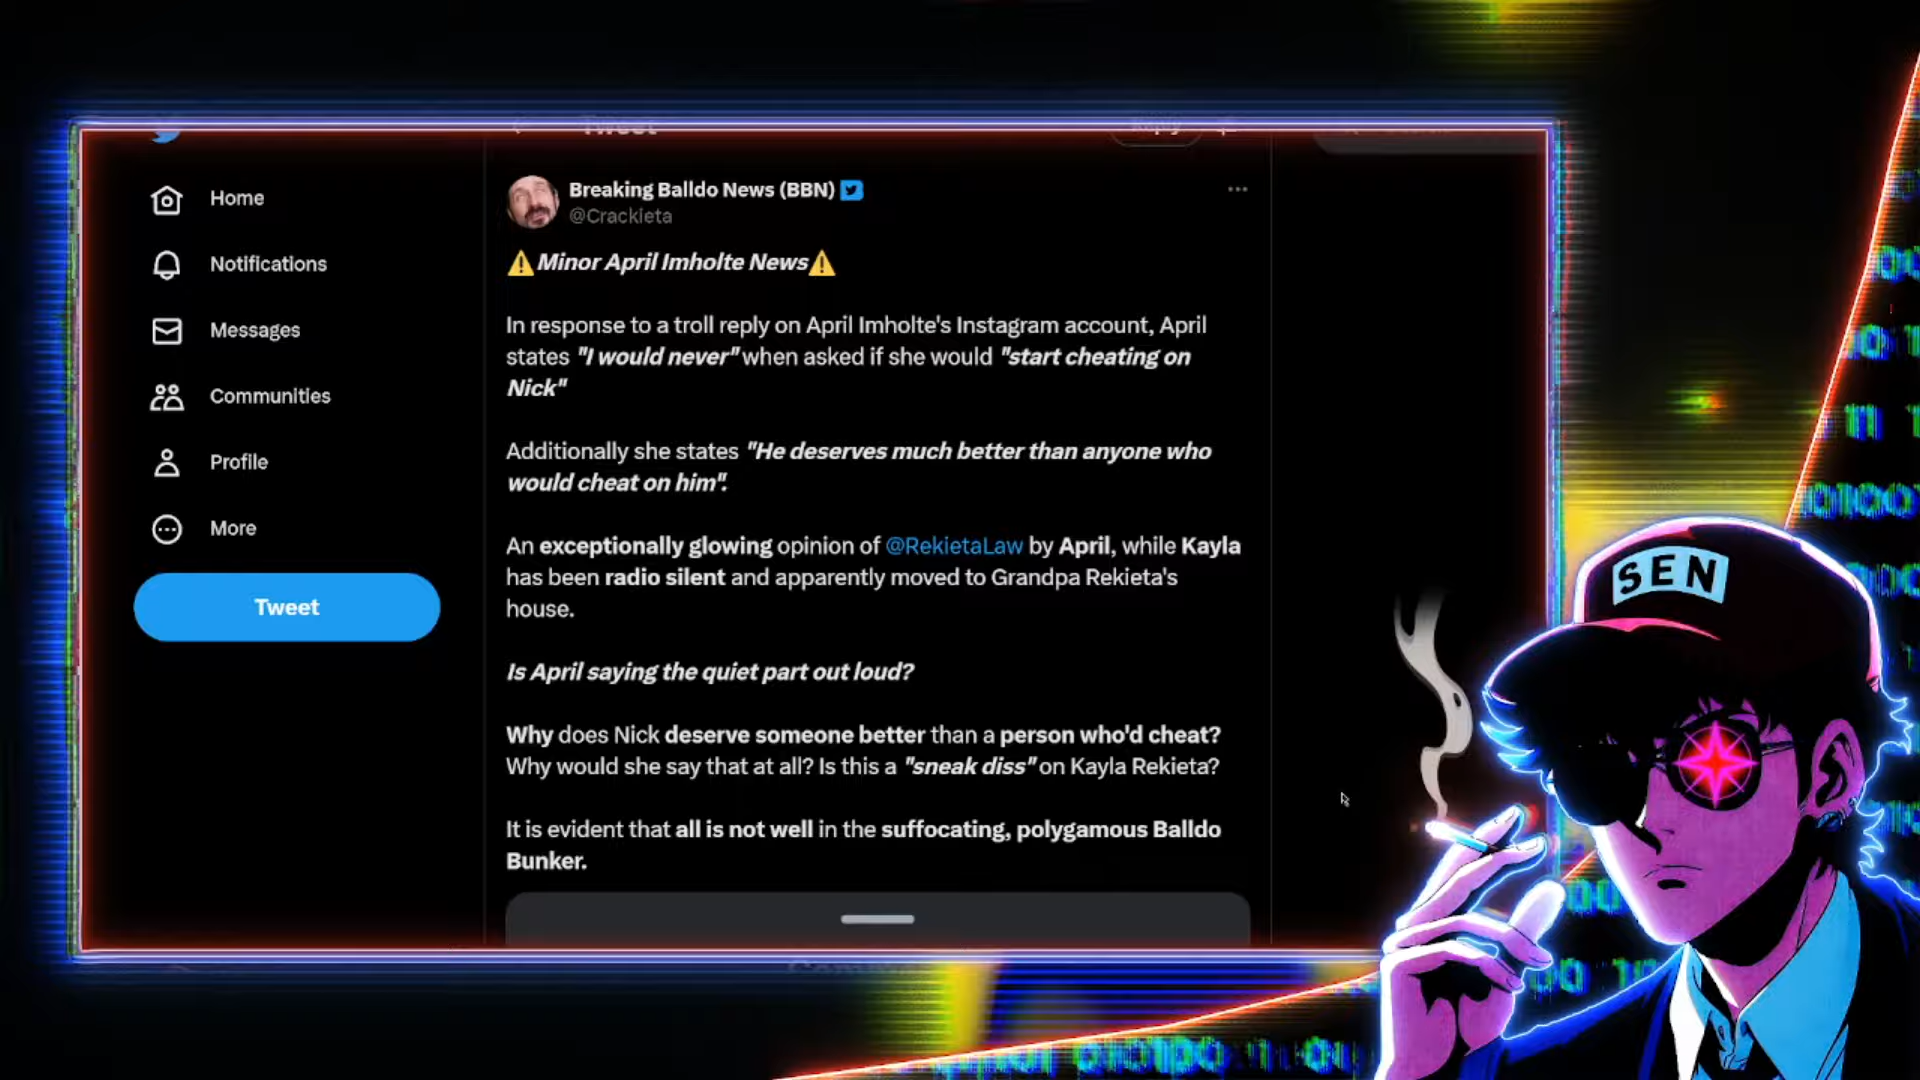 Tweet
Reply
Home
Notifications
Messages
Communities
Profile
More
Tweet
Breaking Balldo News (BBN)
@Crackieta
⚠️Minor April Imholte News⚠️
In response to a troll reply on April Imholte's Instagram account, April
states "I would never" when asked if she would "start cheating on
Nick"
Additionally she states "He deserves much better than anyone who
would cheat on him".
An exceptionally glowing opinion of @RekietaLaw by April, while Kayla
has been radio silent and apparently moved to Grandpa Rekieta's
house.
Is April saying the quiet part out loud?
Why does Nick deserve someone better than a person who'd cheat?
Why would she say that at all? Is this a "sneak diss" on Kayla Rekieta?
It is evident that all is not well in the suffocating, polygamous Balldo
Bunker.
SEN